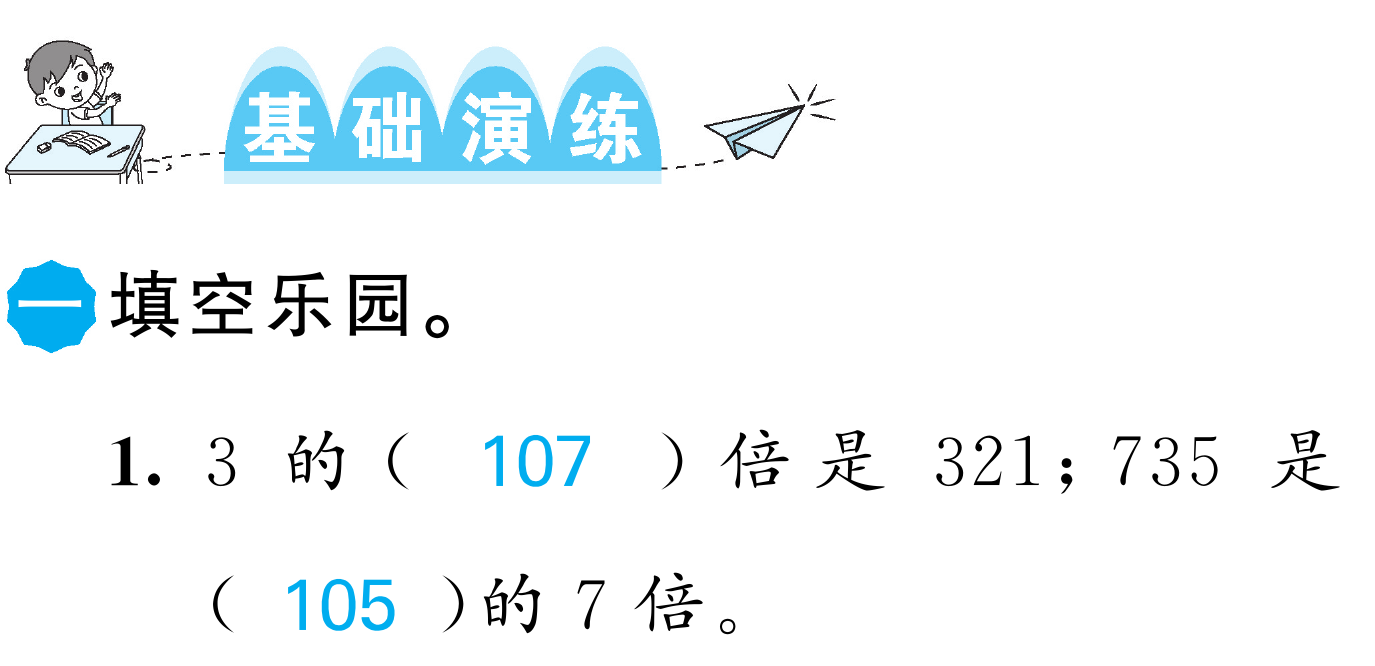 基础演练
一 填空乐园。
1. 3 的( 107 )倍是 321;735 是
( 105 )的 7 倍。